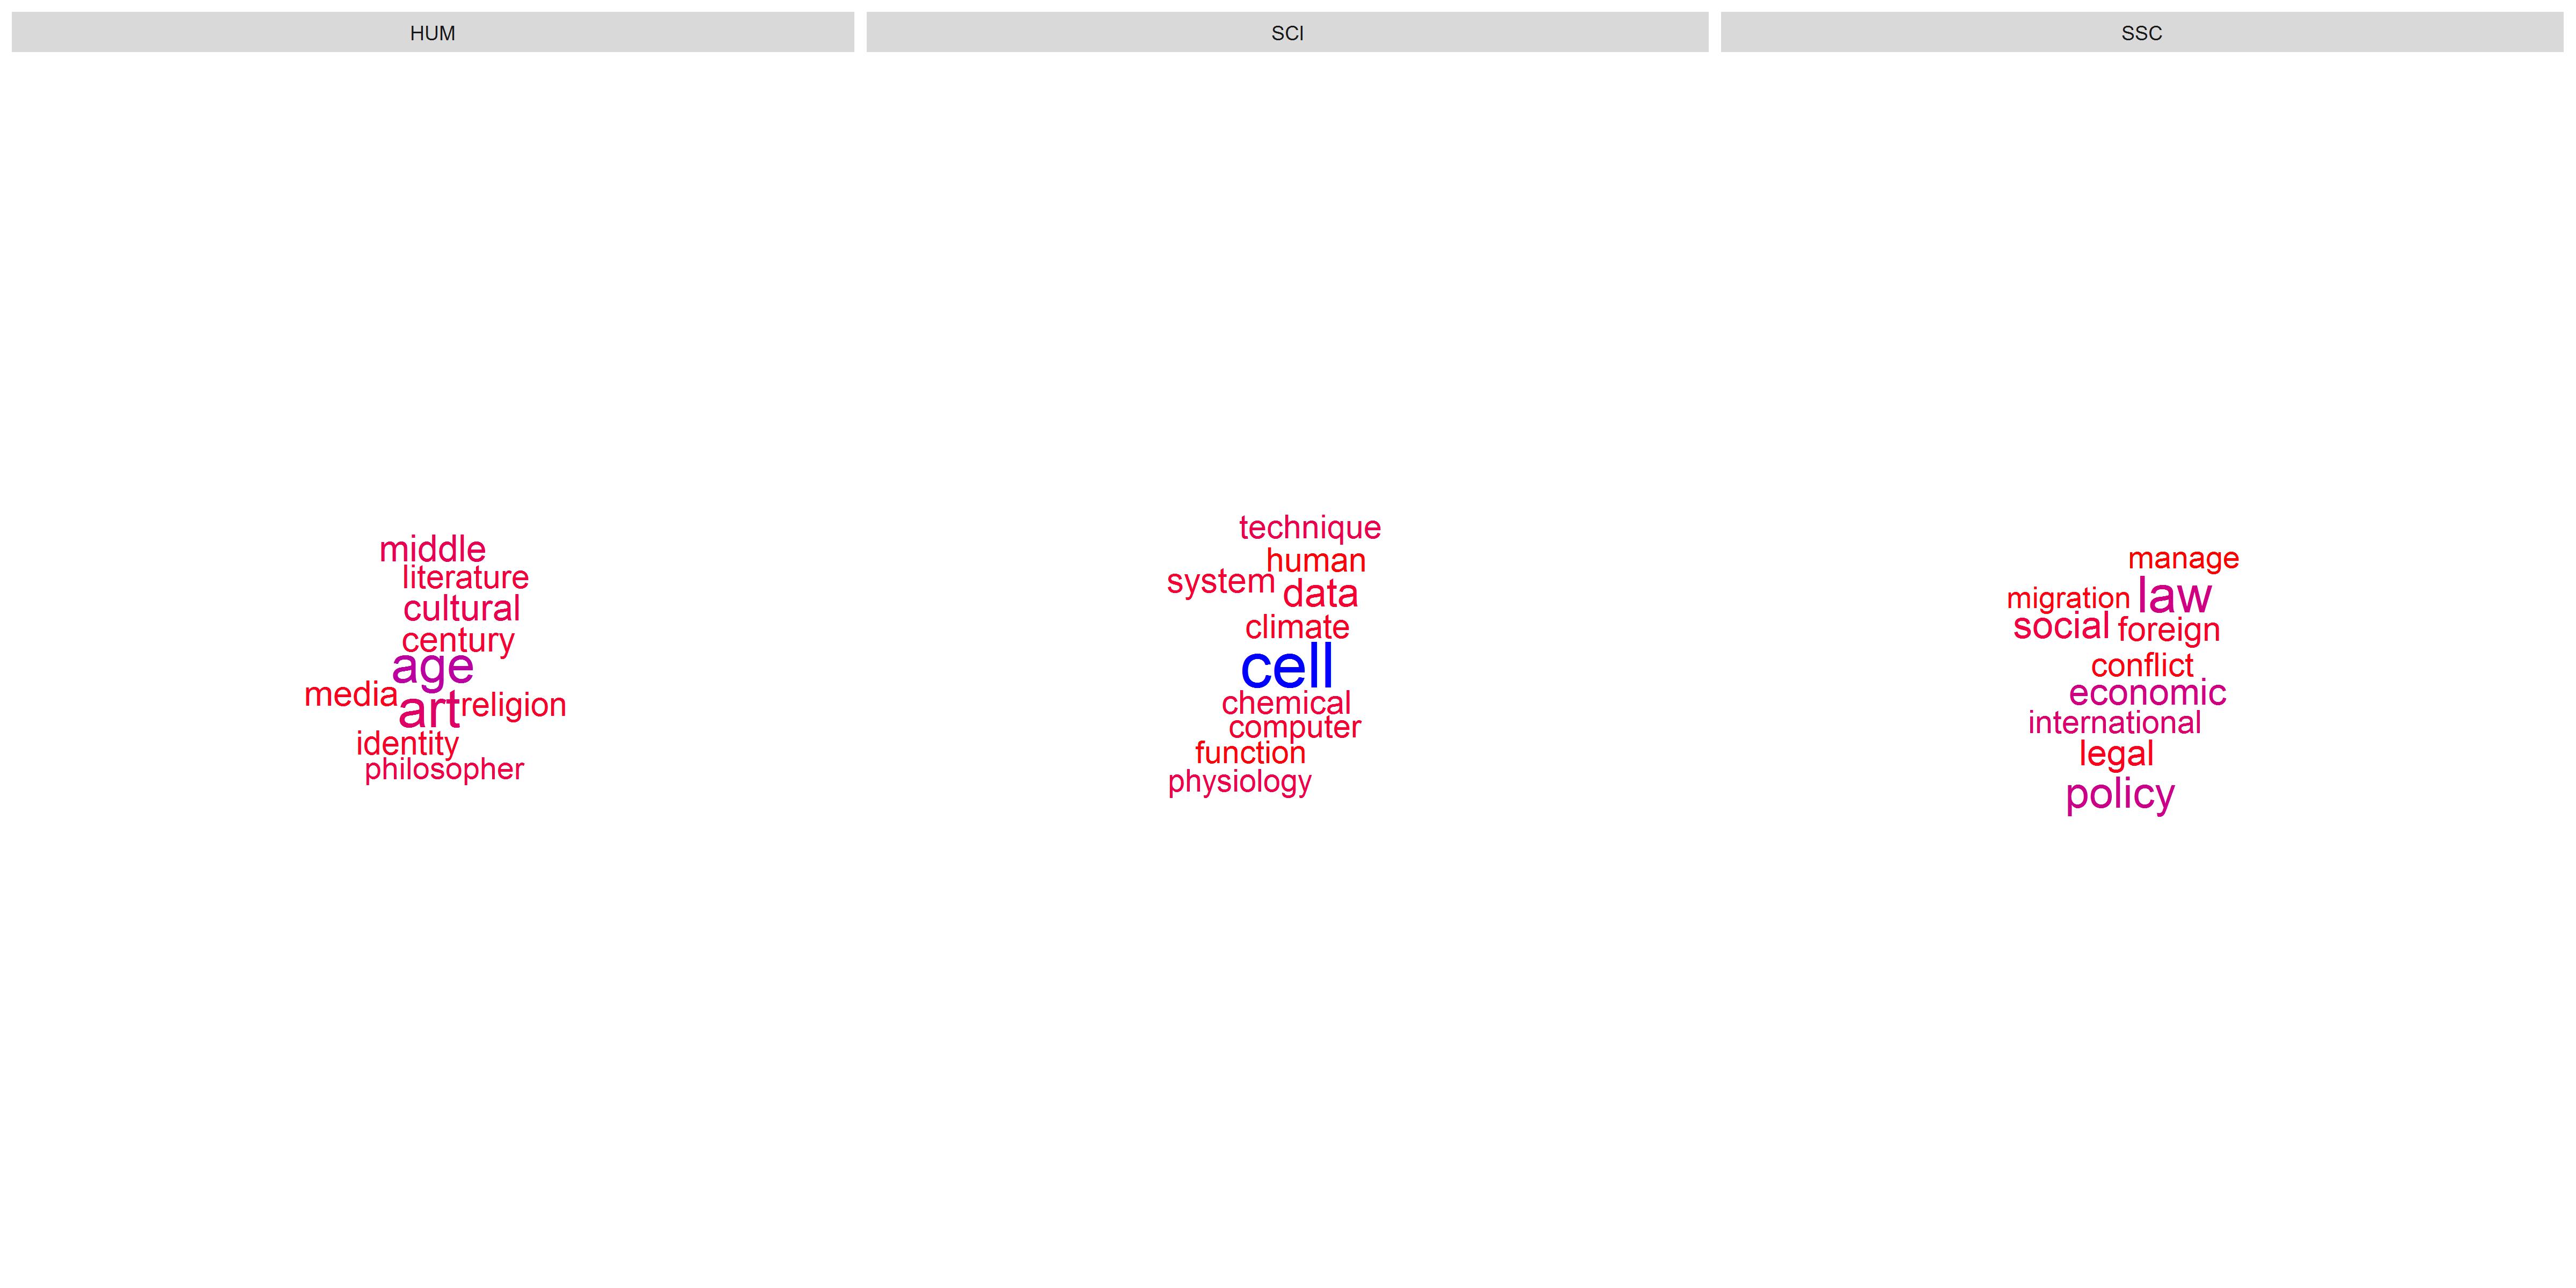 HUM
SCI
SSC
middle
literature
cultural
century
age
media
art
religion
identity
philosopher
technique
human
system
data
climate
cell
chemical
computer
function
physiology
manage
migration
law
social
foreign
conflict
economic
international
legal
policy